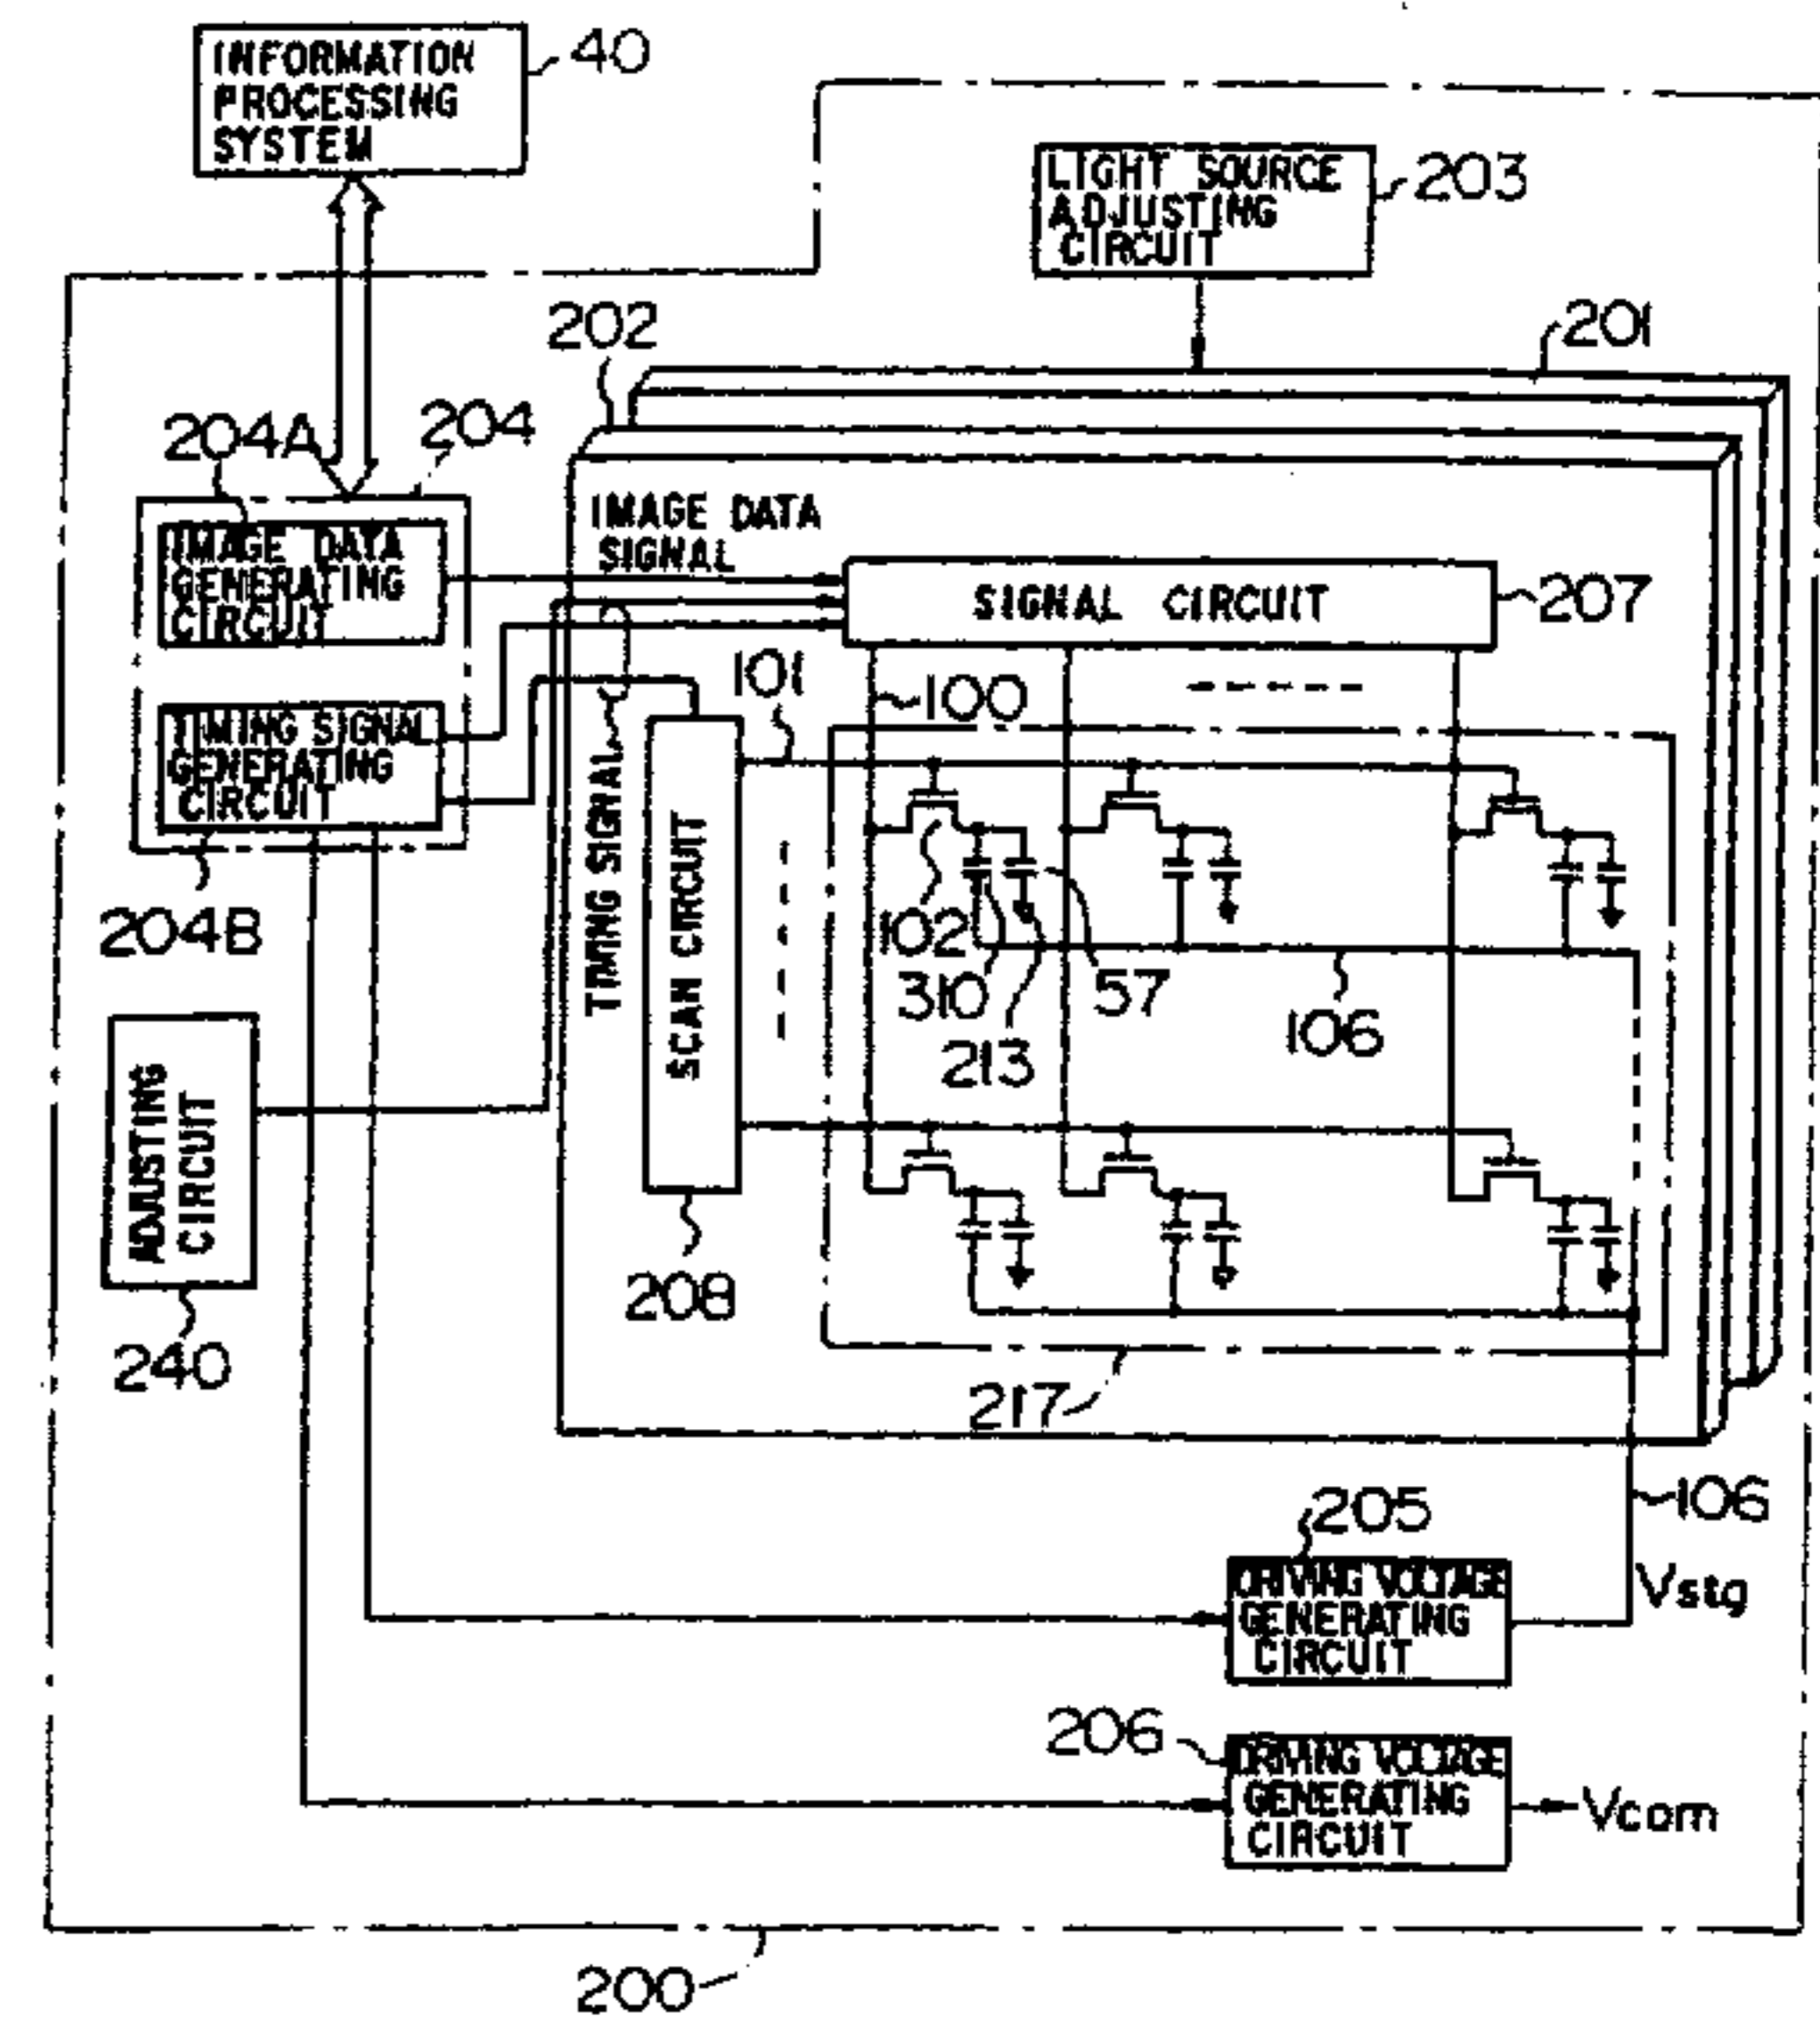 INFORMATION
PROCESSING
SYSTEM
40
LIGHT SOURCE
ADJUSTING
CIRCUIT
203
202
201
204A
204
IMAGE DATA
GENERATING
CIRCUIT
IMAGE DATA
SIGNAL
SIGNAL CIRCUIT
207
101
100
TIMING SIGNAL
GENERATING
CIRCUIT
204B
TIMING SIGNAL
SCAN CIRCUIT
102
310
57
213
106
ADJUSTING
CIRCUIT
240
208
217
106
205
Vstg
DRIVING VOLTAGE
GENERATING
CIRCUIT
206
DRIVING VOLTAGE
GENERATING
CIRCUIT
Vcom
200